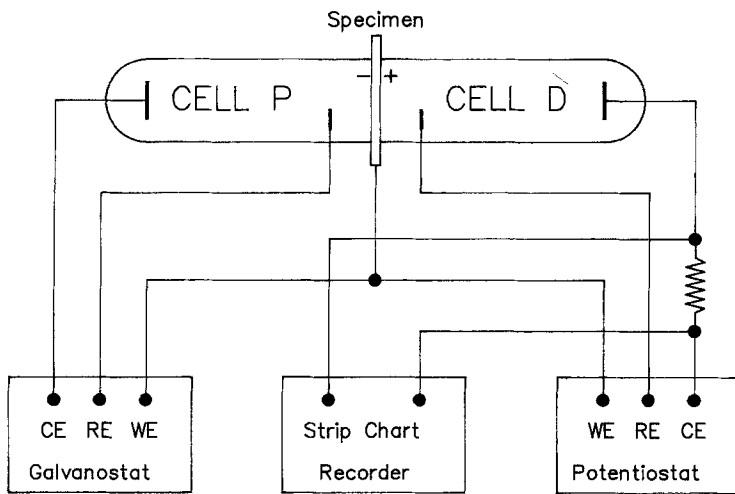 Specimen
− +
CELL P
CELL D
CE RE WE
Galvanostat
Strip Chart
Recorder
WE RE CE
Potentiostat